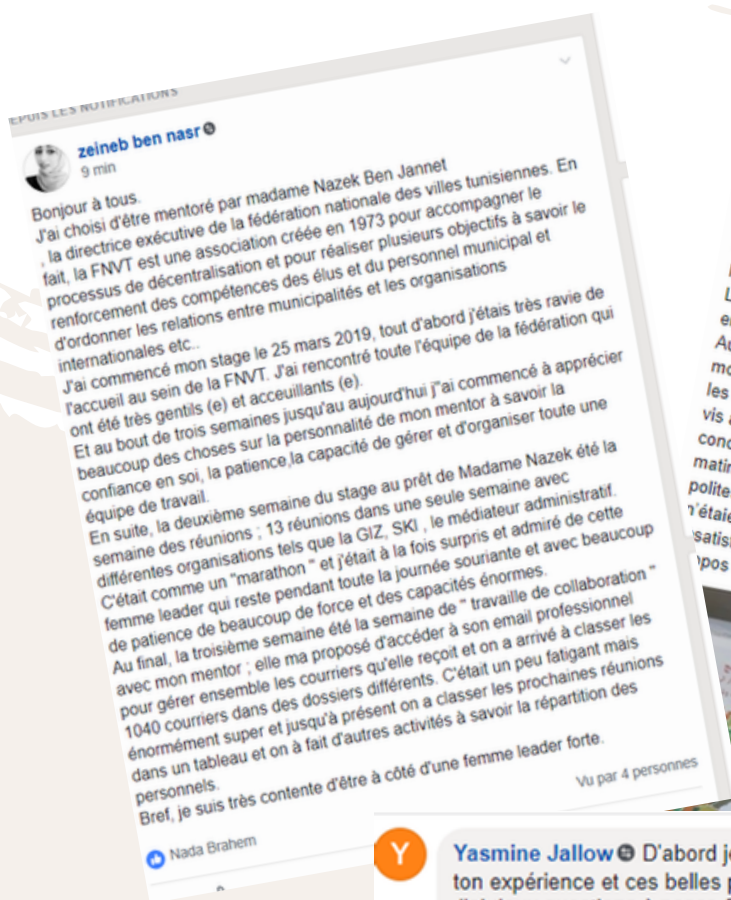 EPUIS LES NOTIFICATIONS
zeineb ben nasr
9 min
Bonjour à tous.
J'ai choisi d'être mentoré par madame Nazek Ben Jannet
, la directrice exécutive de la fédération nationale des villes tunisiennes. En
fait, la FNVT est une association créée en 1973 pour accompagner le
processus de décentralisation et pour réaliser plusieurs objectifs à savoir le
renforcement des compétences des élus et du personnel municipal et
d'ordonner les relations entre municipalités et les organisations
internationales etc..
J'ai commencé mon stage le 25 mars 2019, tout d'abord j'étais très ravie de
l'accueil au sein de la FNVT. J'ai rencontré toute l'équipe de la fédération qui
ont été très gentils (e) et acceuillants (e).
Et au bout de trois semaines jusqu'au aujourd'hui j"ai commencé à apprécier
beaucoup des choses sur la personnalité de mon mentor à savoir la
confiance en soi, la patience,la capacité de gérer et d'organiser toute une
équipe de travail.
En suite, la deuxième semaine du stage au prêt de Madame Nazek été la
semaine des réunions ; 13 réunions dans une seule semaine avec
différentes organisations tels que la GIZ, SKI , le médiateur administratif.
C'était comme un "marathon " et j'était à la fois surpris et admiré de cette
femme leader qui reste pendant toute la journée souriante et avec beaucoup
de patience de beaucoup de force et des capacités énormes.
Au final, la troisième semaine été la semaine de " travaille de collaboration "
avec mon mentor ; elle ma proposé d'accéder à son email professionnel
pour gérer ensemble les courriers qu'elle reçoit et on a arrivé à classer les
1040 courriers dans des dossiers différents. C'était un peu fatigant mais
énormément super et jusqu'à présent on a classer les prochaines réunions
dans un tableau et on à fait d'autres activités à savoir la répartition des
personnels.
Bref, je suis très contente d'être à côté d'une femme leader forte.
Vu par 4 personnes
Nada Brahem
Y
Yasmine Jallow D'abord je
ton expérience et ces belles p
les
vis
matin
polite
n'étaie
satis
pos